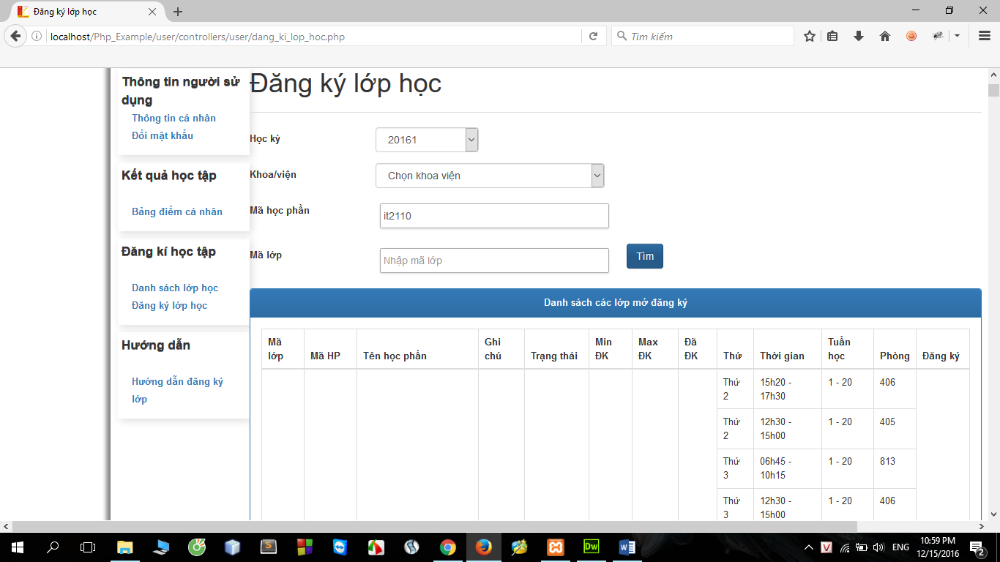 Đăng ký lớp học
localhost/Php_Example/user/controllers/user/dang_ki_lop_hoc.php
Tìm kiếm
Thông tin người sử
dụng
Thông tin cá nhân
Đổi mật khẩu
Kết quả học tập
Bảng điểm cá nhân
Đăng kí học tập
Danh sách lớp học
Đăng ký lớp học
Hướng dẫn
Hướng dẫn đăng ký
lớp
Đăng ký lớp học
Học kỳ 20161
Khoa/viện Chọn khoa viện
Mã học phần it2110
Mã lớp Nhập mã lớp Tìm
Danh sách các lớp mở đăng ký
Mã lớp Mã HP Tên học phần Ghi chú Trạng thái Min ĐK Max ĐK Đã ĐK Thứ Thời gian Tuần học Phòng Đăng ký
Thứ 2 15h20 - 17h30 1 - 20 406
Thứ 2 12h30 - 15h00 1 - 20 405
Thứ 3 06h45 - 10h15 1 - 20 813
Thứ 3 12h30 - 15h00 1 - 20 406
S
Dw
W
V
ENG
10:59 PM
12/15/2016
2